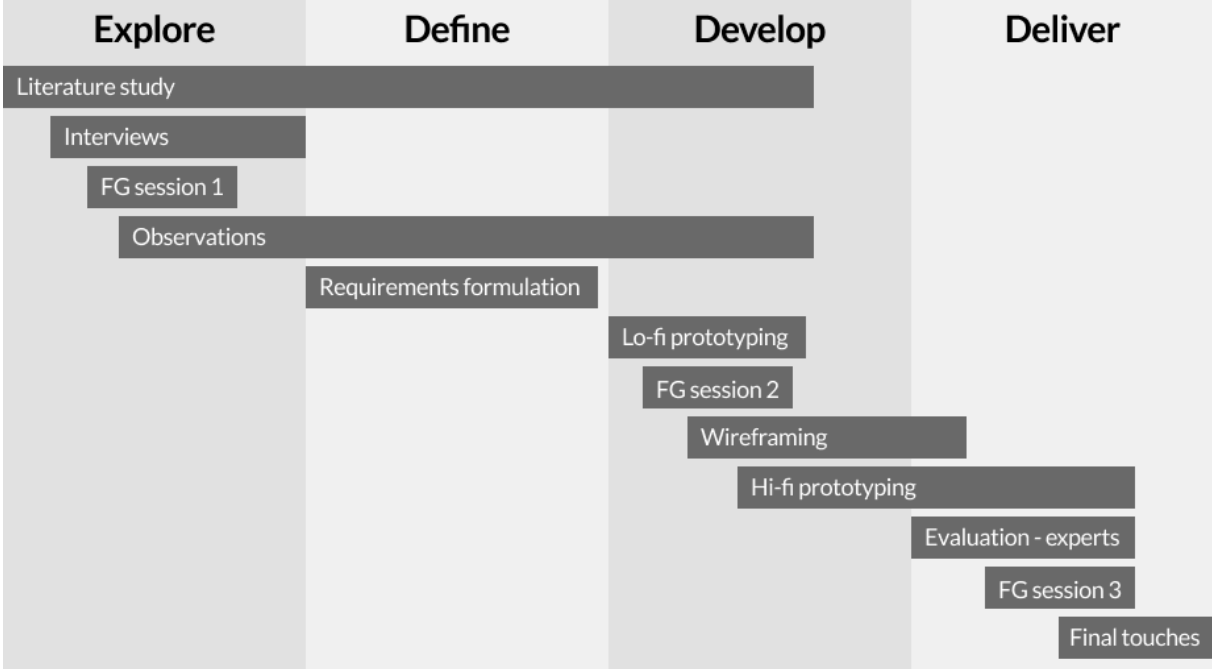 Explore
Define
Develop
Deliver
Literature study
Interviews
FG session 1
Observations
Requirements formulation
Lo-fi prototyping
FG session 2
Wireframing
Hi-fi prototyping
Evaluation - experts
FG session 3
Final touches